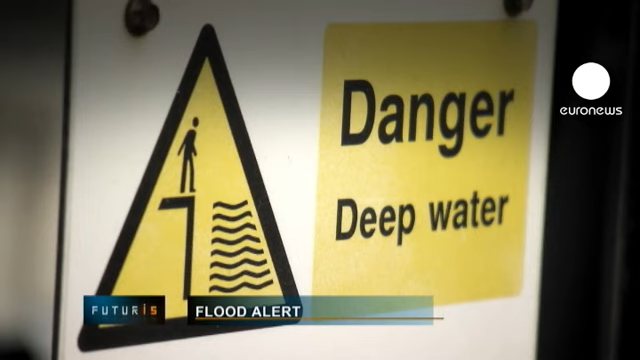 Danger
Deep water
euronews
FUTURIS
FLOOD ALERT